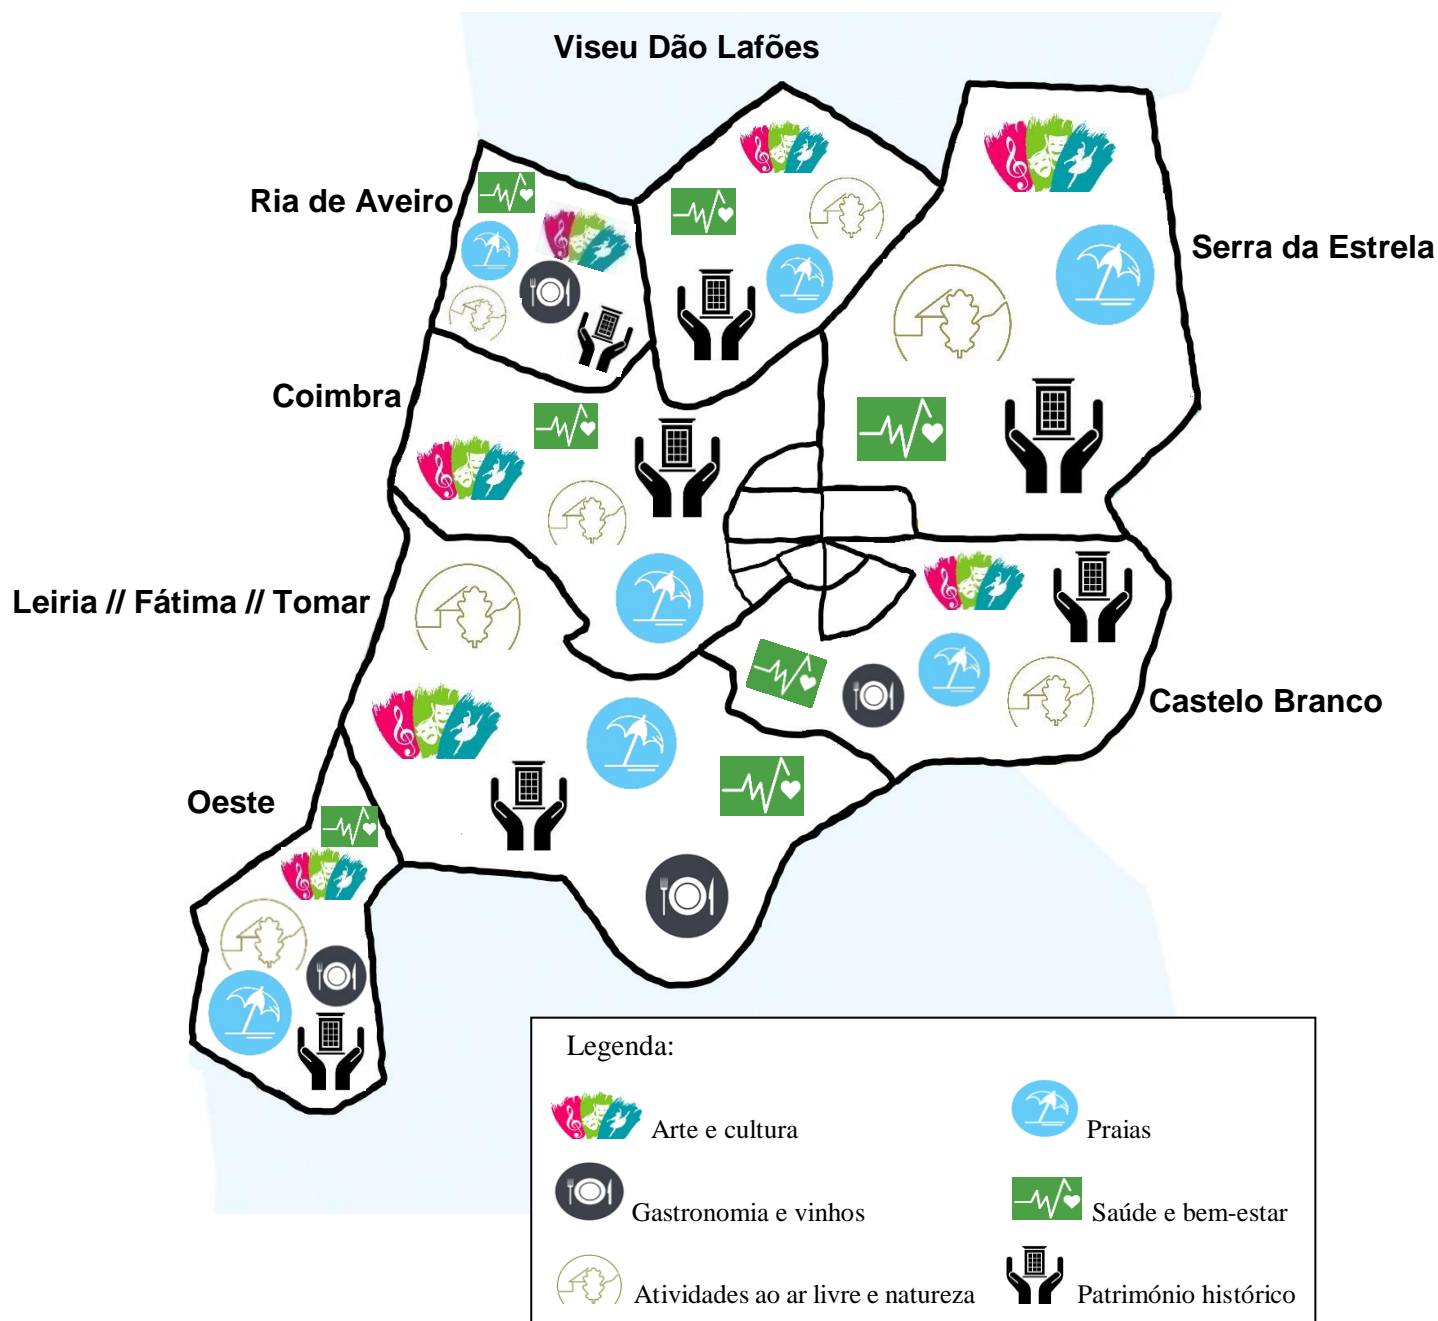 Viseu Dão Lafões
Ria de Aveiro
Serra da Estrela
Coimbra
Leiria // Fátima // Tomar
Castelo Branco
Oeste
Legenda:
Arte e cultura
Praias
Gastronomia e vinhos
Saúde e bem-estar
Atividades ao ar livre e natureza
Património histórico